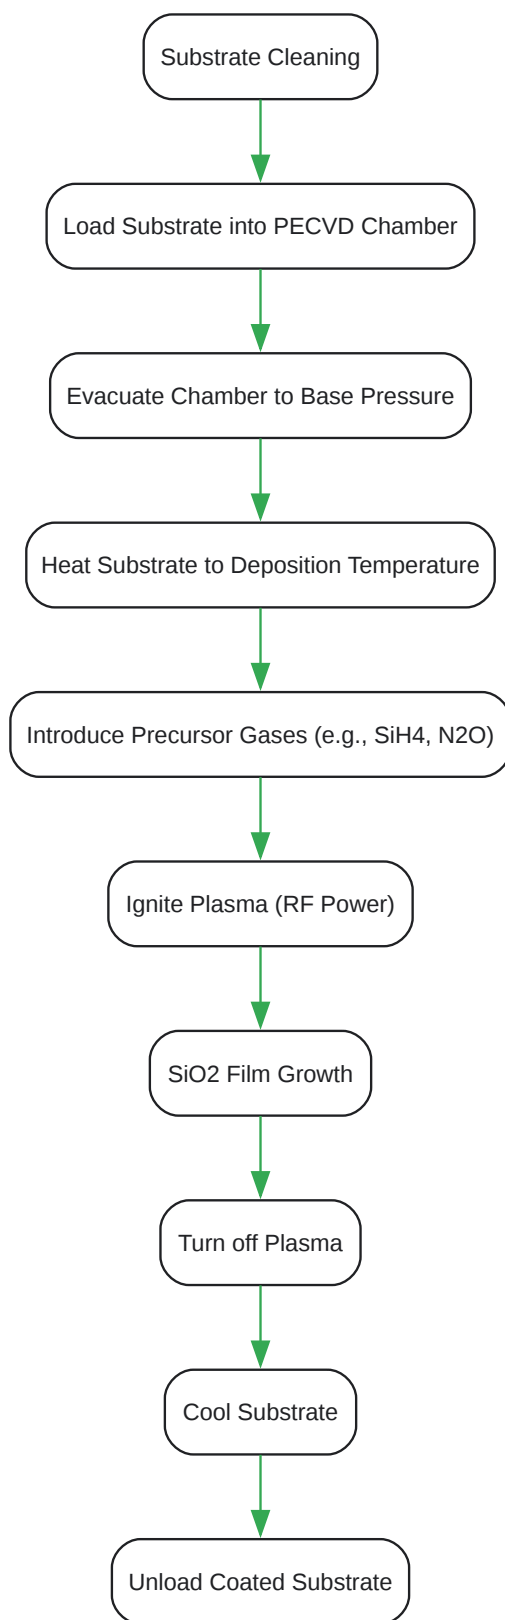 Substrate Cleaning
Load Substrate into PECVD Chamber
Evacuate Chamber to Base Pressure
Heat Substrate to Deposition Temperature
Introduce Precursor Gases (e.g., SiH4, N2O)
Ignite Plasma (RF Power)
SiO2 Film Growth
Turn off Plasma
Cool Substrate
Unload Coated Substrate